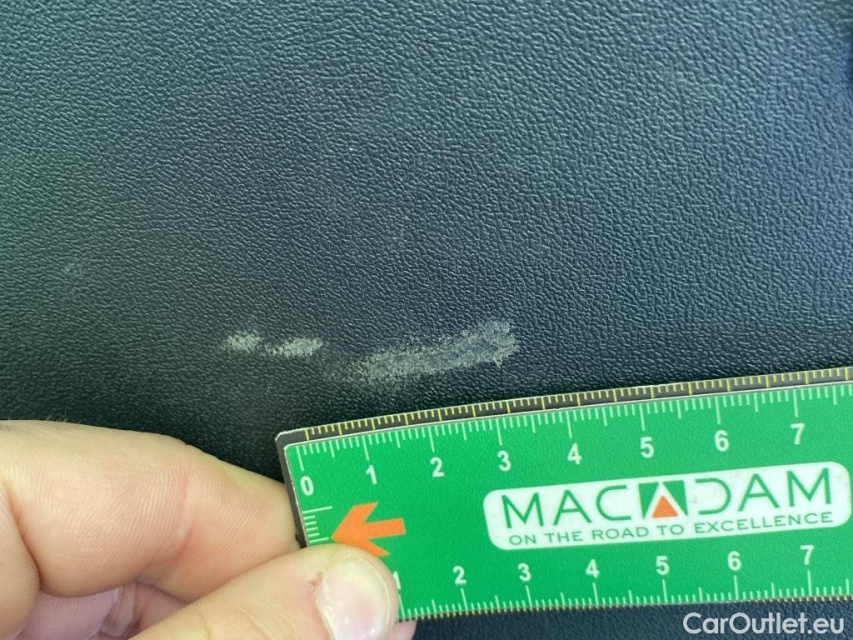 0 1 2 3 4 5 6 7
MACADAM
ON THE ROAD TO EXCELLENCE
1 2 3 4 5 6 7
CarOutlet.eu